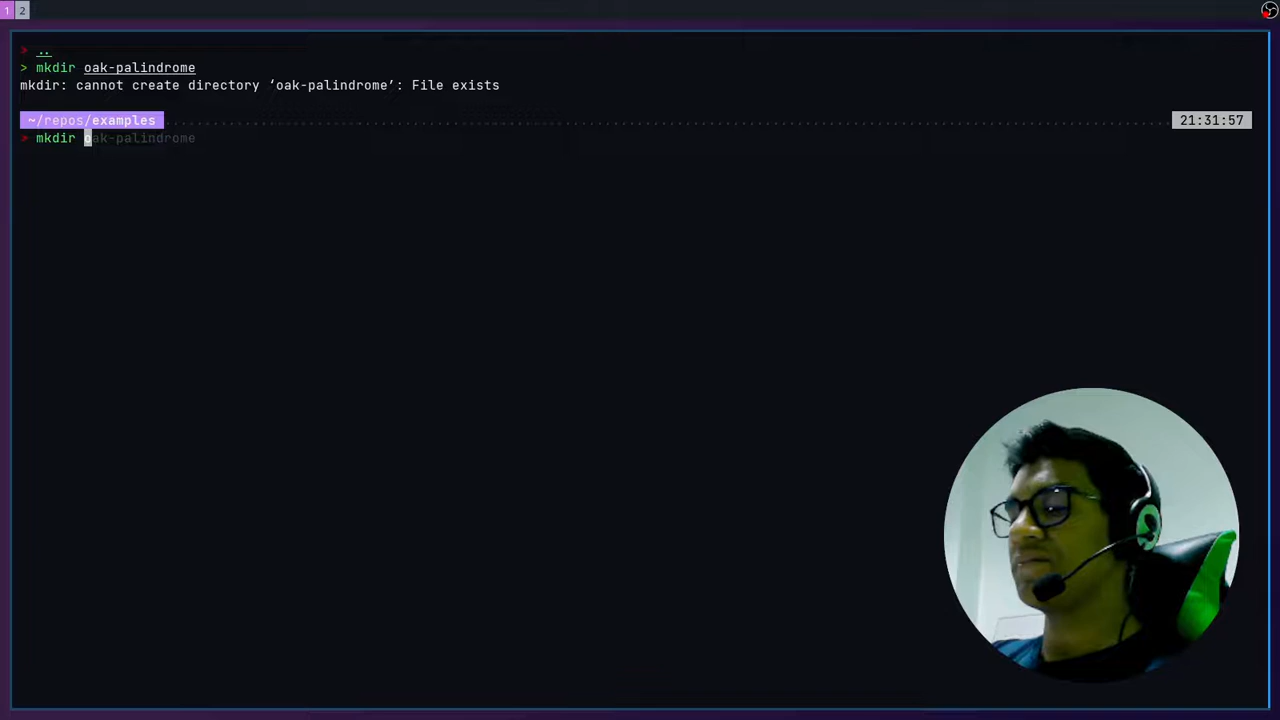 1 2
> ..
> mkdir oak-palindrome
mkdir: cannot create directory ‘oak-palindrome’: File exists
~/repos/examples 21:31:57
> mkdir oak-palindrome